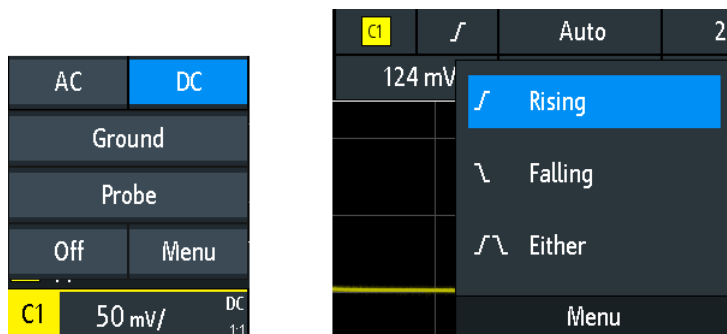 AC DC
Ground
Probe
Off Menu
C1 50 mV/ DC
1:1
C1 Auto 2
124 mV
Rising
Falling
Either
Menu